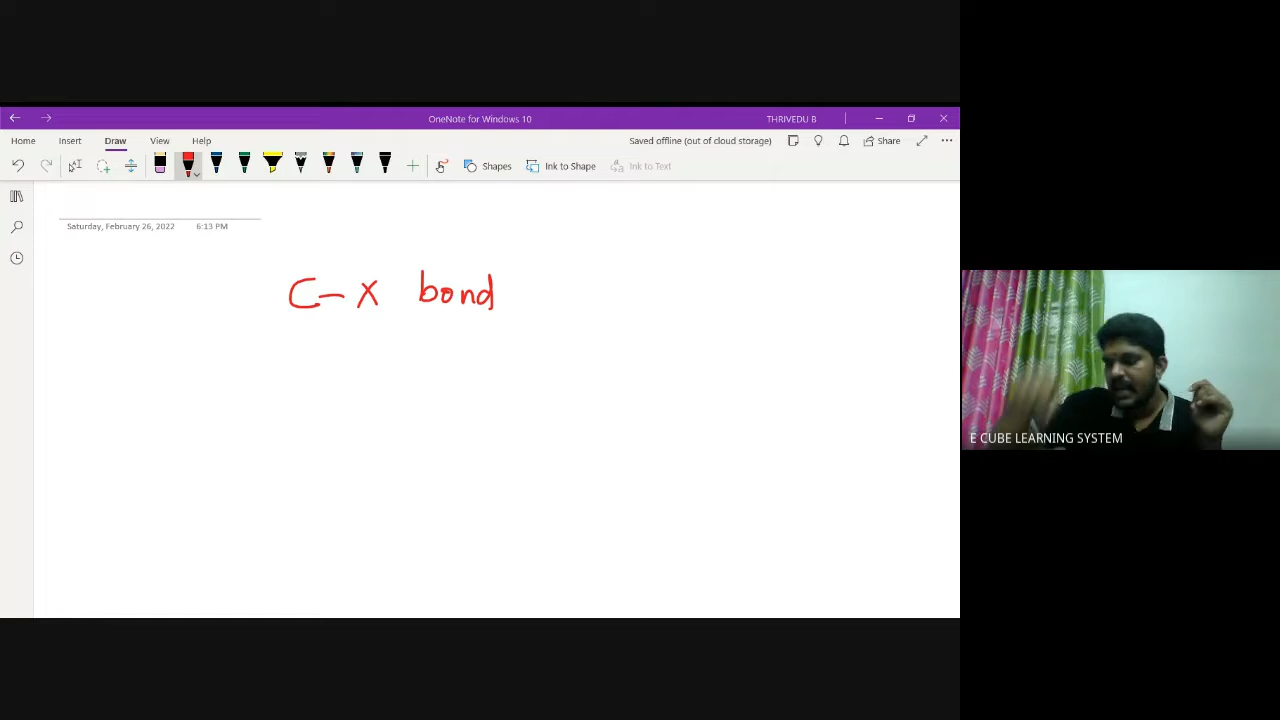 OneNote for Windows 10
THRIVEDU B
Home Insert Draw View Help
Saved offline (out of cloud storage)
Share
Shapes
Ink to Shape
Ink to Text
Saturday, February 26, 2022 6:13 PM
C-X bond
E CUBE LEARNING SYSTEM